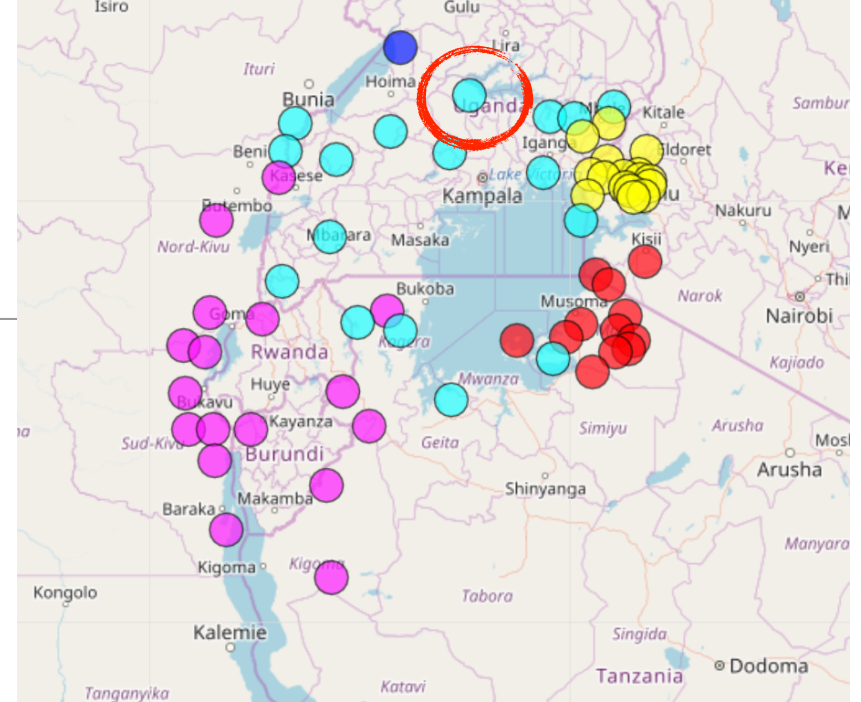 Isiro
Gulu
Lira
Ituri
Hoima
Bunia
Uganda
Kitale
Samburu
Beni
Igang
Eldoret
Kasese
Lake Victoria
Kampala
Butembo
Nakuru
Mbarara
Masaka
Kisii
Nyeri
Nord-Kivu
Bukoba
Thi
Narok
Musoma
Nairobi
Goma
Rwanda
Kagera
Kajiado
Huye
Mwanza
Bukavu
Kayanza
Sud-Kivu
Burundi
Geita
Simiyu
Arusha
Mosh
Arusha
Shinyanga
Baraka
Makamba
Manyara
Kigoma
Kigoma
Kongolo
Tabora
Kalemie
Singida
Tanzania
Dodoma
Tanganyika
Katavi